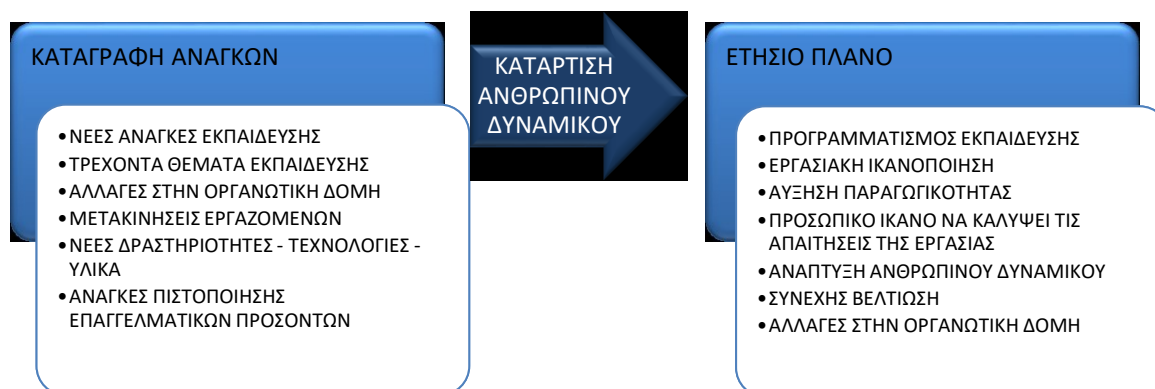 ΚΑΤΑΓΡΑΦΗ ΑΝΑΓΚΩΝ
• ΝΕΕΣ ΑΝΑΓΚΕΣ ΕΚΠΑΙΔΕΥΣΗΣ
• ΤΡΕΧΟΝΤΑ ΘΕΜΑΤΑ ΕΚΠΑΙΔΕΥΣΗΣ
• ΑΛΛΑΓΕΣ ΣΤΗΝ ΟΡΓΑΝΩΤΙΚΗ ΔΟΜΗ
• ΜΕΤΑΚΙΝΗΣΕΙΣ ΕΡΓΑΖΟΜΕΝΩΝ
• ΝΕΕΣ ΔΡΑΣΤΗΡΙΟΤΗΤΕΣ - ΤΕΧΝΟΛΟΓΙΕΣ -
ΥΛΙΚΑ
• ΑΝΑΓΚΕΣ ΠΙΣΤΟΠΟΙΗΣΗΣ
ΕΠΑΓΓΕΛΜΑΤΙΚΩΝ ΠΡΟΣΟΝΤΩΝ
ΚΑΤΑΡΤΙΣΗ
ΑΝΘΡΩΠΙΝΟΥ
ΔΥΝΑΜΙΚΟΥ
ΕΤΗΣΙΟ ΠΛΑΝΟ
• ΠΡΟΓΡΑΜΜΑΤΙΣΜΟΣ ΕΚΠΑΙΔΕΥΣΗΣ
• ΕΡΓΑΣΙΑΚΗ ΙΚΑΝΟΠΟΙΗΣΗ
• ΑΥΞΗΣΗ ΠΑΡΑΓΩΓΙΚΟΤΗΤΑΣ
• ΠΡΟΣΩΠΙΚΟ ΙΚΑΝΟ ΝΑ ΚΑΛΥΨΕΙ ΤΙΣ
ΑΠΑΙΤΗΣΕΙΣ ΤΗΣ ΕΡΓΑΣΙΑΣ
• ΑΝΑΠΤΥΞΗ ΑΝΘΡΩΠΙΝΟΥ ΔΥΝΑΜΙΚΟΥ
• ΣΥΝΕΧΗΣ ΒΕΛΤΙΩΣΗ
• ΑΛΛΑΓΕΣ ΣΤΗΝ ΟΡΓΑΝΩΤΙΚΗ ΔΟΜΗ